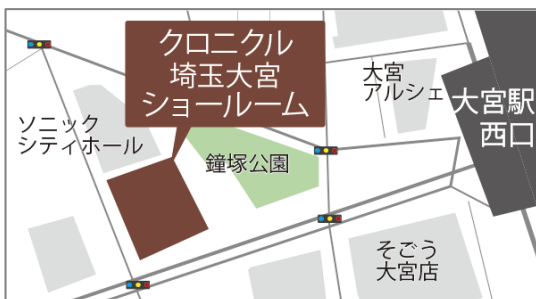 クロニクル
埼玉大宮
ショールーム
大宮
アルシェ
大宮駅
西口
ソニック
シティホール
鐘塚公園
そごう
大宮店